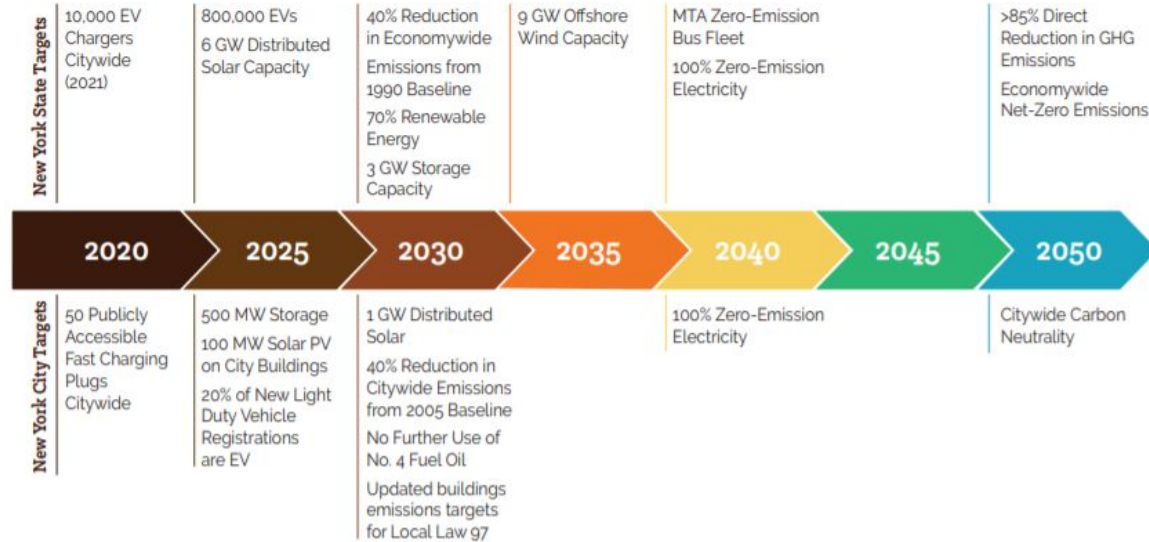 New York State Targets
10,000 EV
Chargers
Citywide
(2021)
800,000 EVs
6 GW Distributed
Solar Capacity
40% Reduction
in Economywide
Emissions from
1990 Baseline
70% Renewable
Energy
3 GW Storage
Capacity
9 GW Offshore
Wind Capacity
MTA Zero-Emission
Bus Fleet
100% Zero-Emission
Electricity
>85% Direct
Reduction in GHG
Emissions
Economywide
Net-Zero Emissions
2020
2025
2030
2035
2040
2045
2050
New York City Targets
50 Publicly
Accessible
Fast Charging
Plugs
Citywide
500 MW Storage
100 MW Solar PV
on City Buildings
20% of New Light
Duty Vehicle
Registrations
are EV
1 GW Distributed
Solar
40% Reduction in
Citywide Emissions
from 2005 Baseline
No Further Use of
No. 4 Fuel Oil
Updated buildings
emissions targets
for Local Law 97
100% Zero-Emission
Electricity
Citywide Carbon
Neutrality